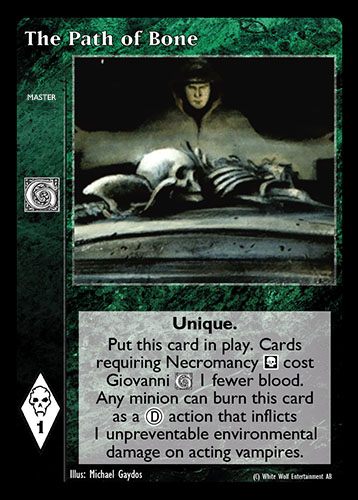 The Path of Bone
MASTER
Unique.
Put this card in play. Cards
requiring Necromancy cost
Giovanni 1 fewer blood.
Any minion can burn this card
as a D action that inflicts
1 unpreventable environmental
damage on acting vampires.
1
Illus: Michael Gaydos
(C) White Wolf Entertainment AB